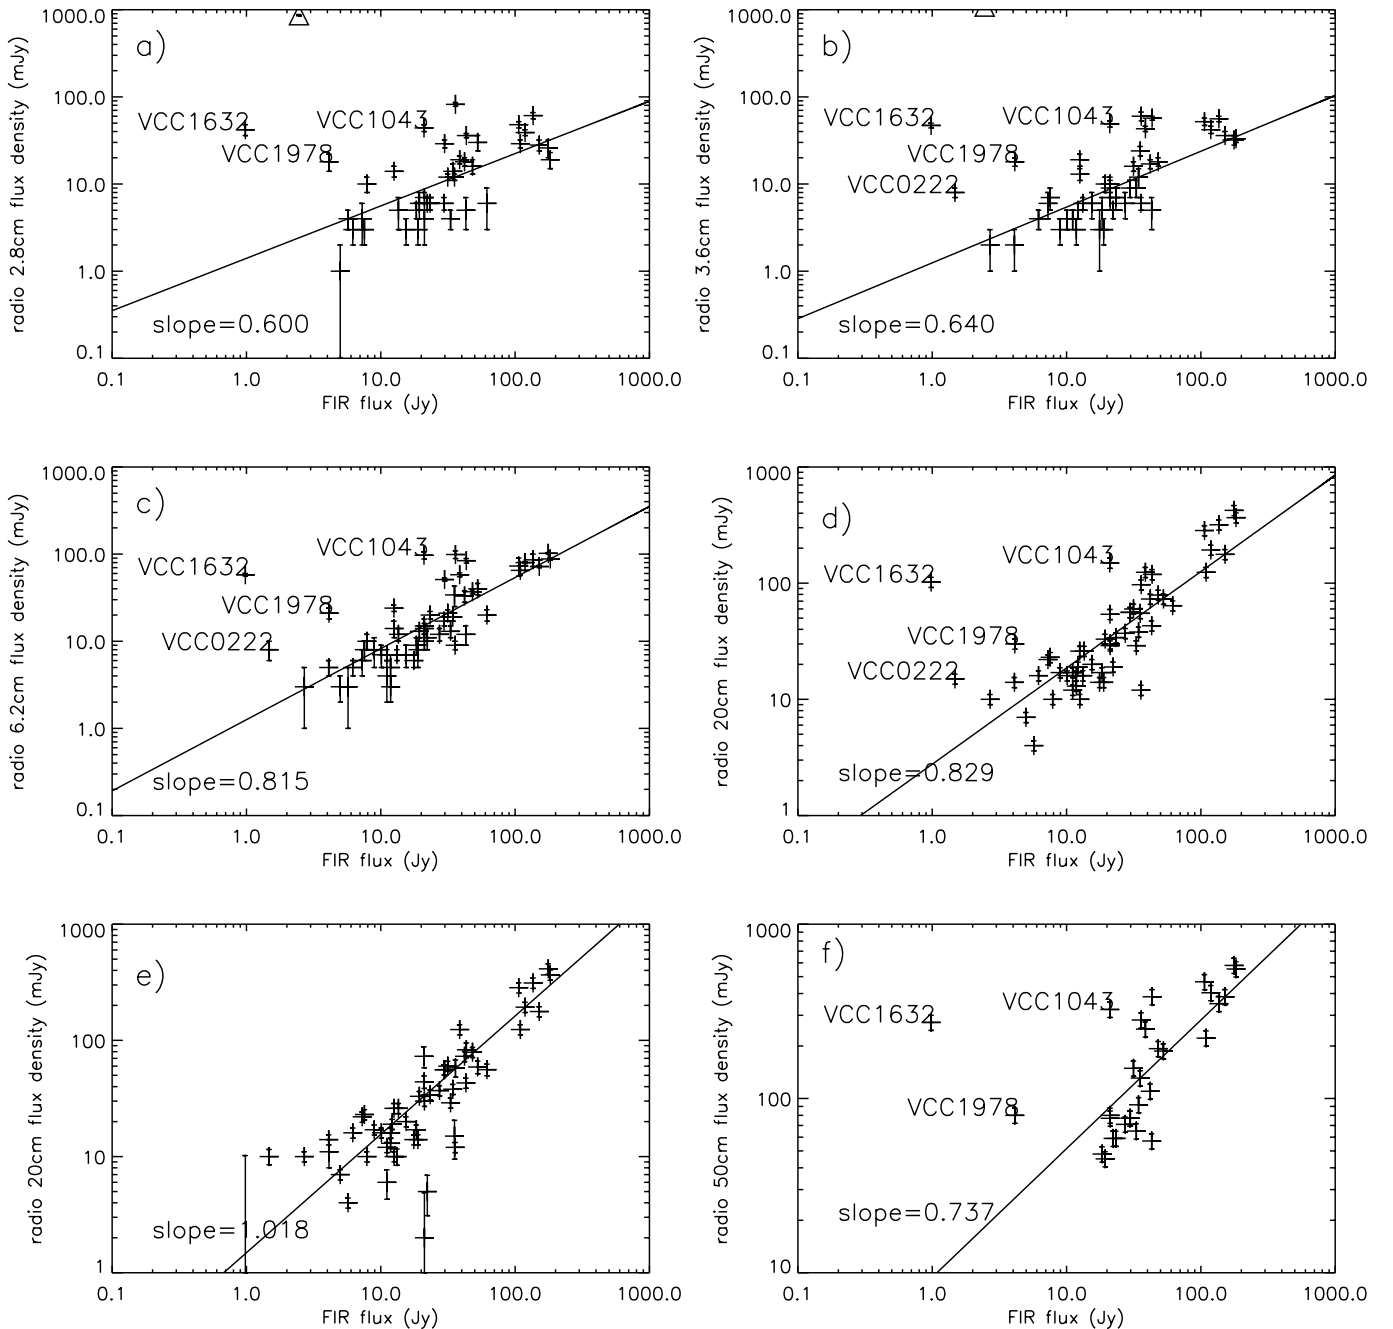 1000.0
100.0
10.0
1.0
0.1
radio 2.8cm flux density (mJy)
a)
VCC1632
VCC1043
VCC1978
slope=0.600
0.1 1.0 10.0 100.0 1000.0
FIR flux (Jy)
1000.0
100.0
10.0
1.0
0.1
radio 3.6cm flux density (mJy)
b)
VCC1632
VCC1043
VCC1978
VCC0222
slope=0.640
0.1 1.0 10.0 100.0 1000.0
FIR flux (Jy)
1000.0
100.0
10.0
1.0
0.1
radio 6.2cm flux density (mJy)
c)
VCC1043
VCC1632
VCC1978
VCC0222
slope=0.815
0.1 1.0 10.0 100.0 1000.0
FIR flux (Jy)
1000
100
10
1
radio 20cm flux density (mJy)
d)
VCC1043
VCC1632
VCC1978
VCC0222
slope=0.829
0.1 1.0 10.0 100.0 1000.0
FIR flux (Jy)
1000
100
10
1
radio 20cm flux density (mJy)
e)
slope=1.018
0.1 1.0 10.0 100.0 1000.0
FIR flux (Jy)
1000
100
10
radio 50cm flux density (mJy)
f)
VCC1043
VCC1632
VCC1978
slope=0.737
0.1 1.0 10.0 100.0 1000.0
FIR flux (Jy)